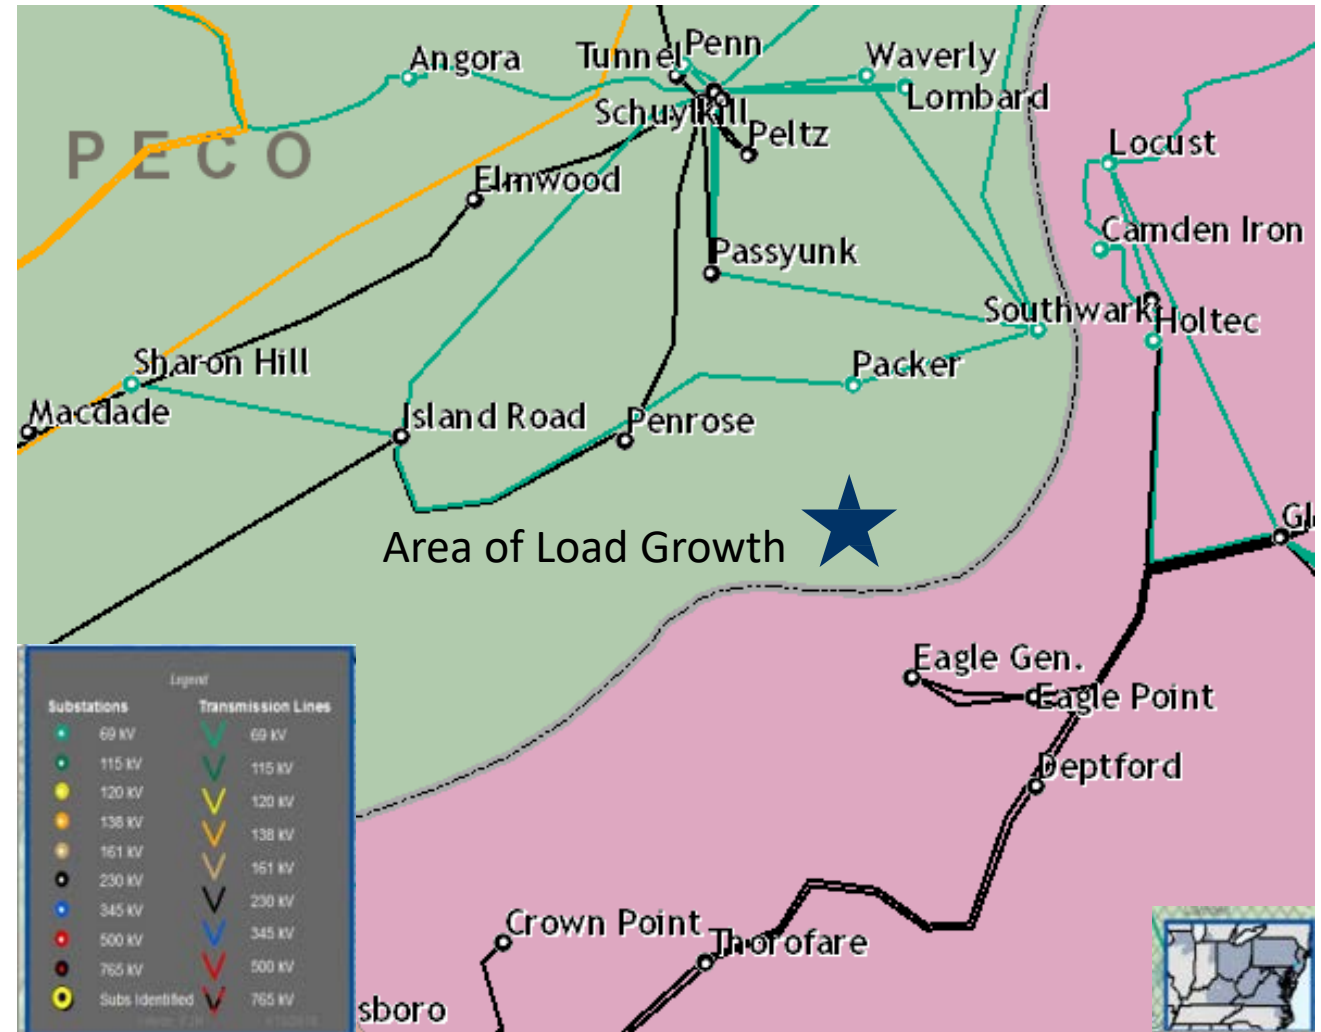 Angora
Tunnel
Penn
Waverly
Lombard
Schuylkill
Peltz
Locust
PECO
Elmwood
Camden Iron
Passyunk
Southwark
Holtec
Sharon Hill
Packer
Macdade
Island Road
Penrose
Gl
Area of Load Growth
Eagle Gen.
Eagle Point
Deptford
Crown Point
Thorofare
sboro
Legend
Substations
Transmission Lines
69 kV
69 kV
115 kV
115 kV
120 kV
120 kV
138 kV
138 kV
161 kV
161 kV
230 kV
230 kV
345 kV
345 kV
500 kV
500 kV
765 kV
765 kV
Subs Identified